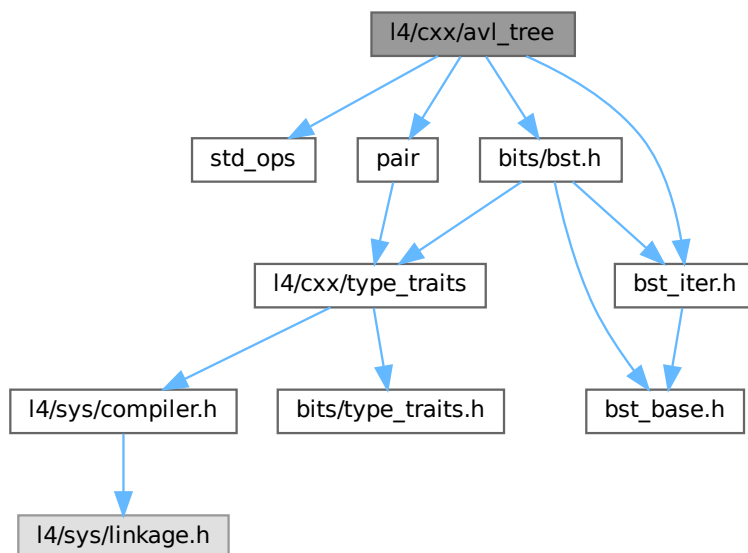 l4/cxx/avl_tree
std_ops
pair
bits/bst.h
l4/cxx/type_traits
bst_iter.h
l4/sys/compiler.h
bits/type_traits.h
bst_base.h
l4/sys/linkage.h